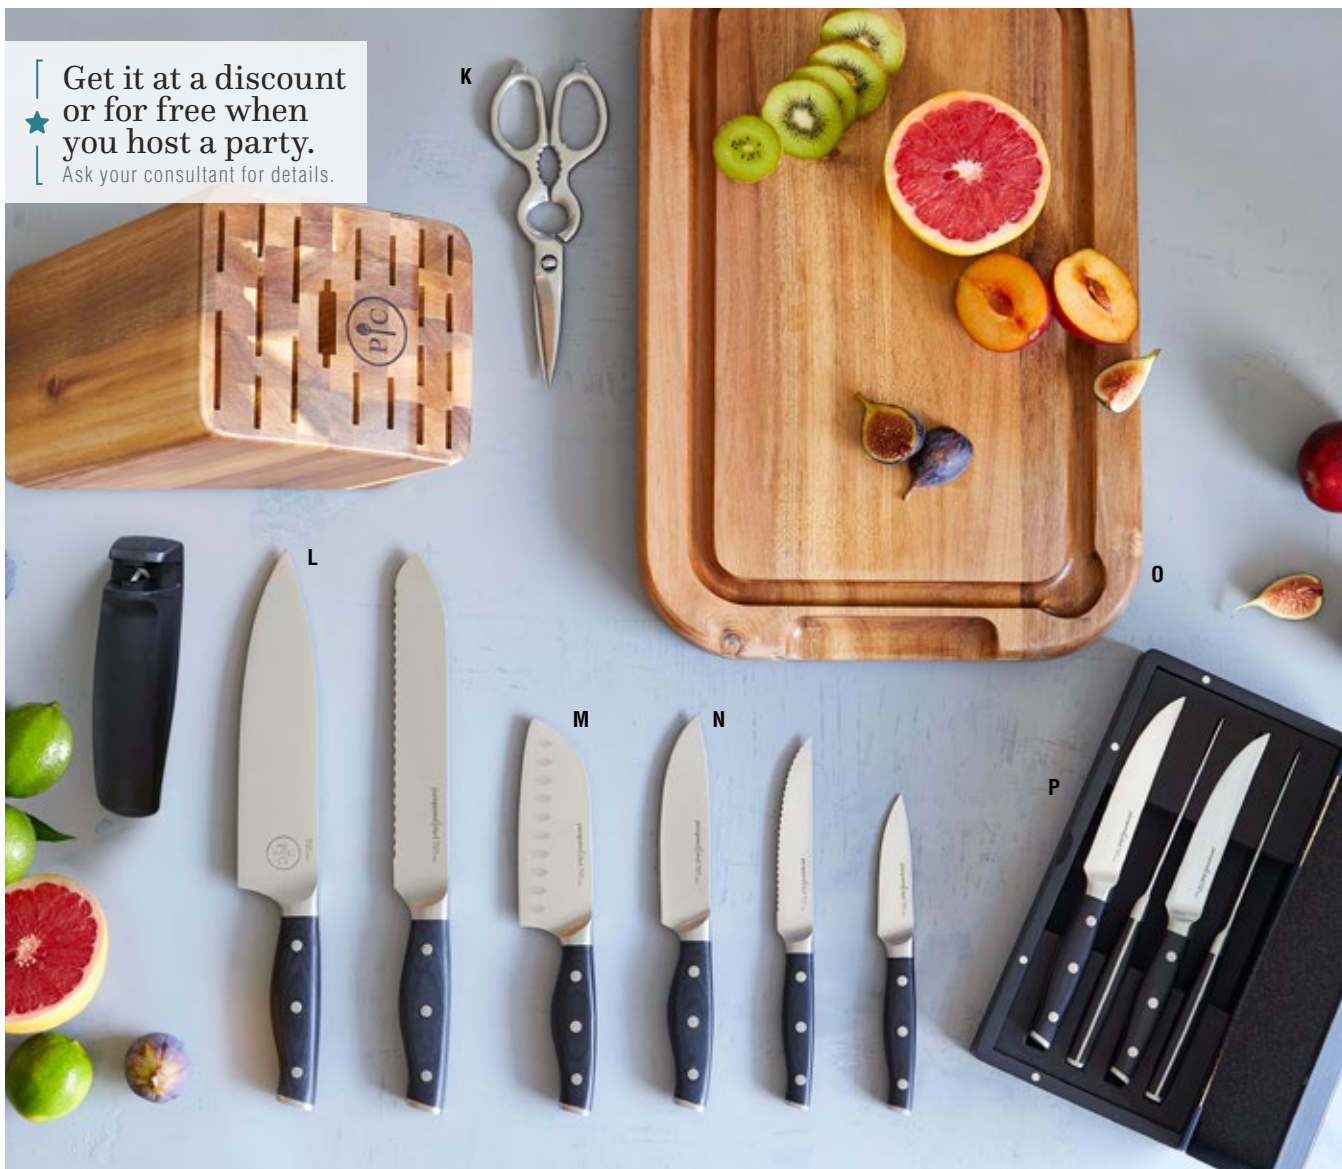 Get it at a discount
or for free when
you host a party.
Ask your consultant for details.
K
P C
L
O
M
N
P